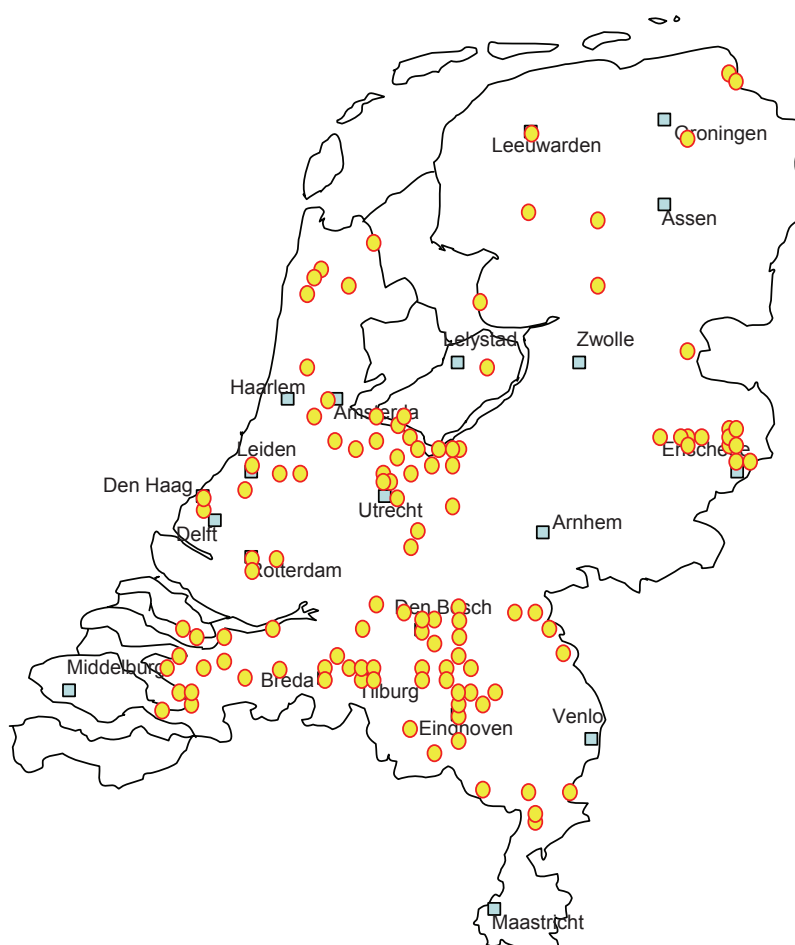 Groningen
Leeuwarden
Assen
Lelystad
Zwolle
Haarlem
Amsterda
Leiden
Enschede
Den Haag
Utrecht
Delft
Arnhem
Rotterdam
Den Bosch
Middelburg
Breda
Tilburg
Venlo
Eindhoven
Maastricht